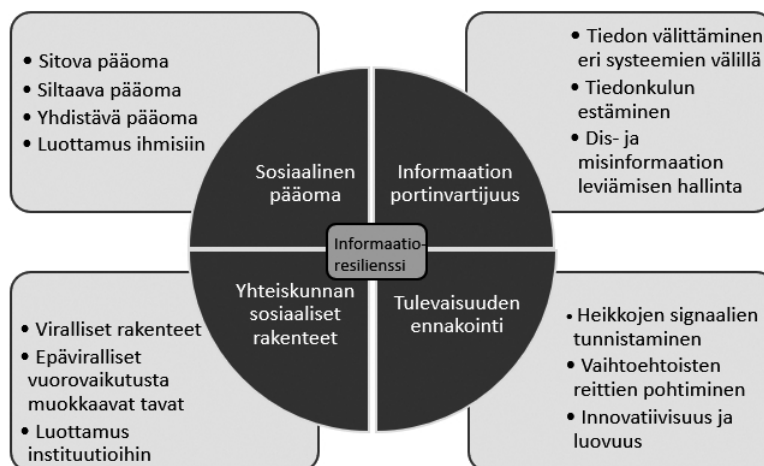 • Sitova pääoma
• Siltaava pääoma
• Yhdistävä pääoma
• Luottamus ihmisiin
• Tiedon välittäminen
eri systeemien välillä
• Tiedonkulun
estäminen
• Dis- ja
misinformaation
leviämisen hallinta
Sosiaalinen
pääoma
Informaation
portinvartijuus
Informaatio-
resilienssi
Yhteiskunnan
sosiaaliset
rakenteet
Tulevaisuuden
ennakointi
• Viralliset rakenteet
• Epäviralliset
vuorovaikutusta
muokkaavat tavat
• Luottamus
instituutioihin
• Heikkojen signaalien
tunnistaminen
• Vaihtoehtoisten
reittien pohtiminen
• Innovatiivisuus ja
luovuus